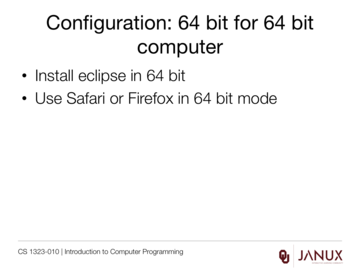 Configuration: 64 bit for 64 bit
computer
• Install eclipse in 64 bit
• Use Safari or Firefox in 64 bit mode
CS 1323-010 | Introduction to Computer Programming
JANUX